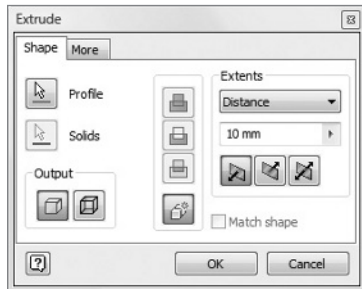 Extrude
Shape More
Profile
Solids
Output
Extents
Distance
10 mm
Match shape
OK Cancel